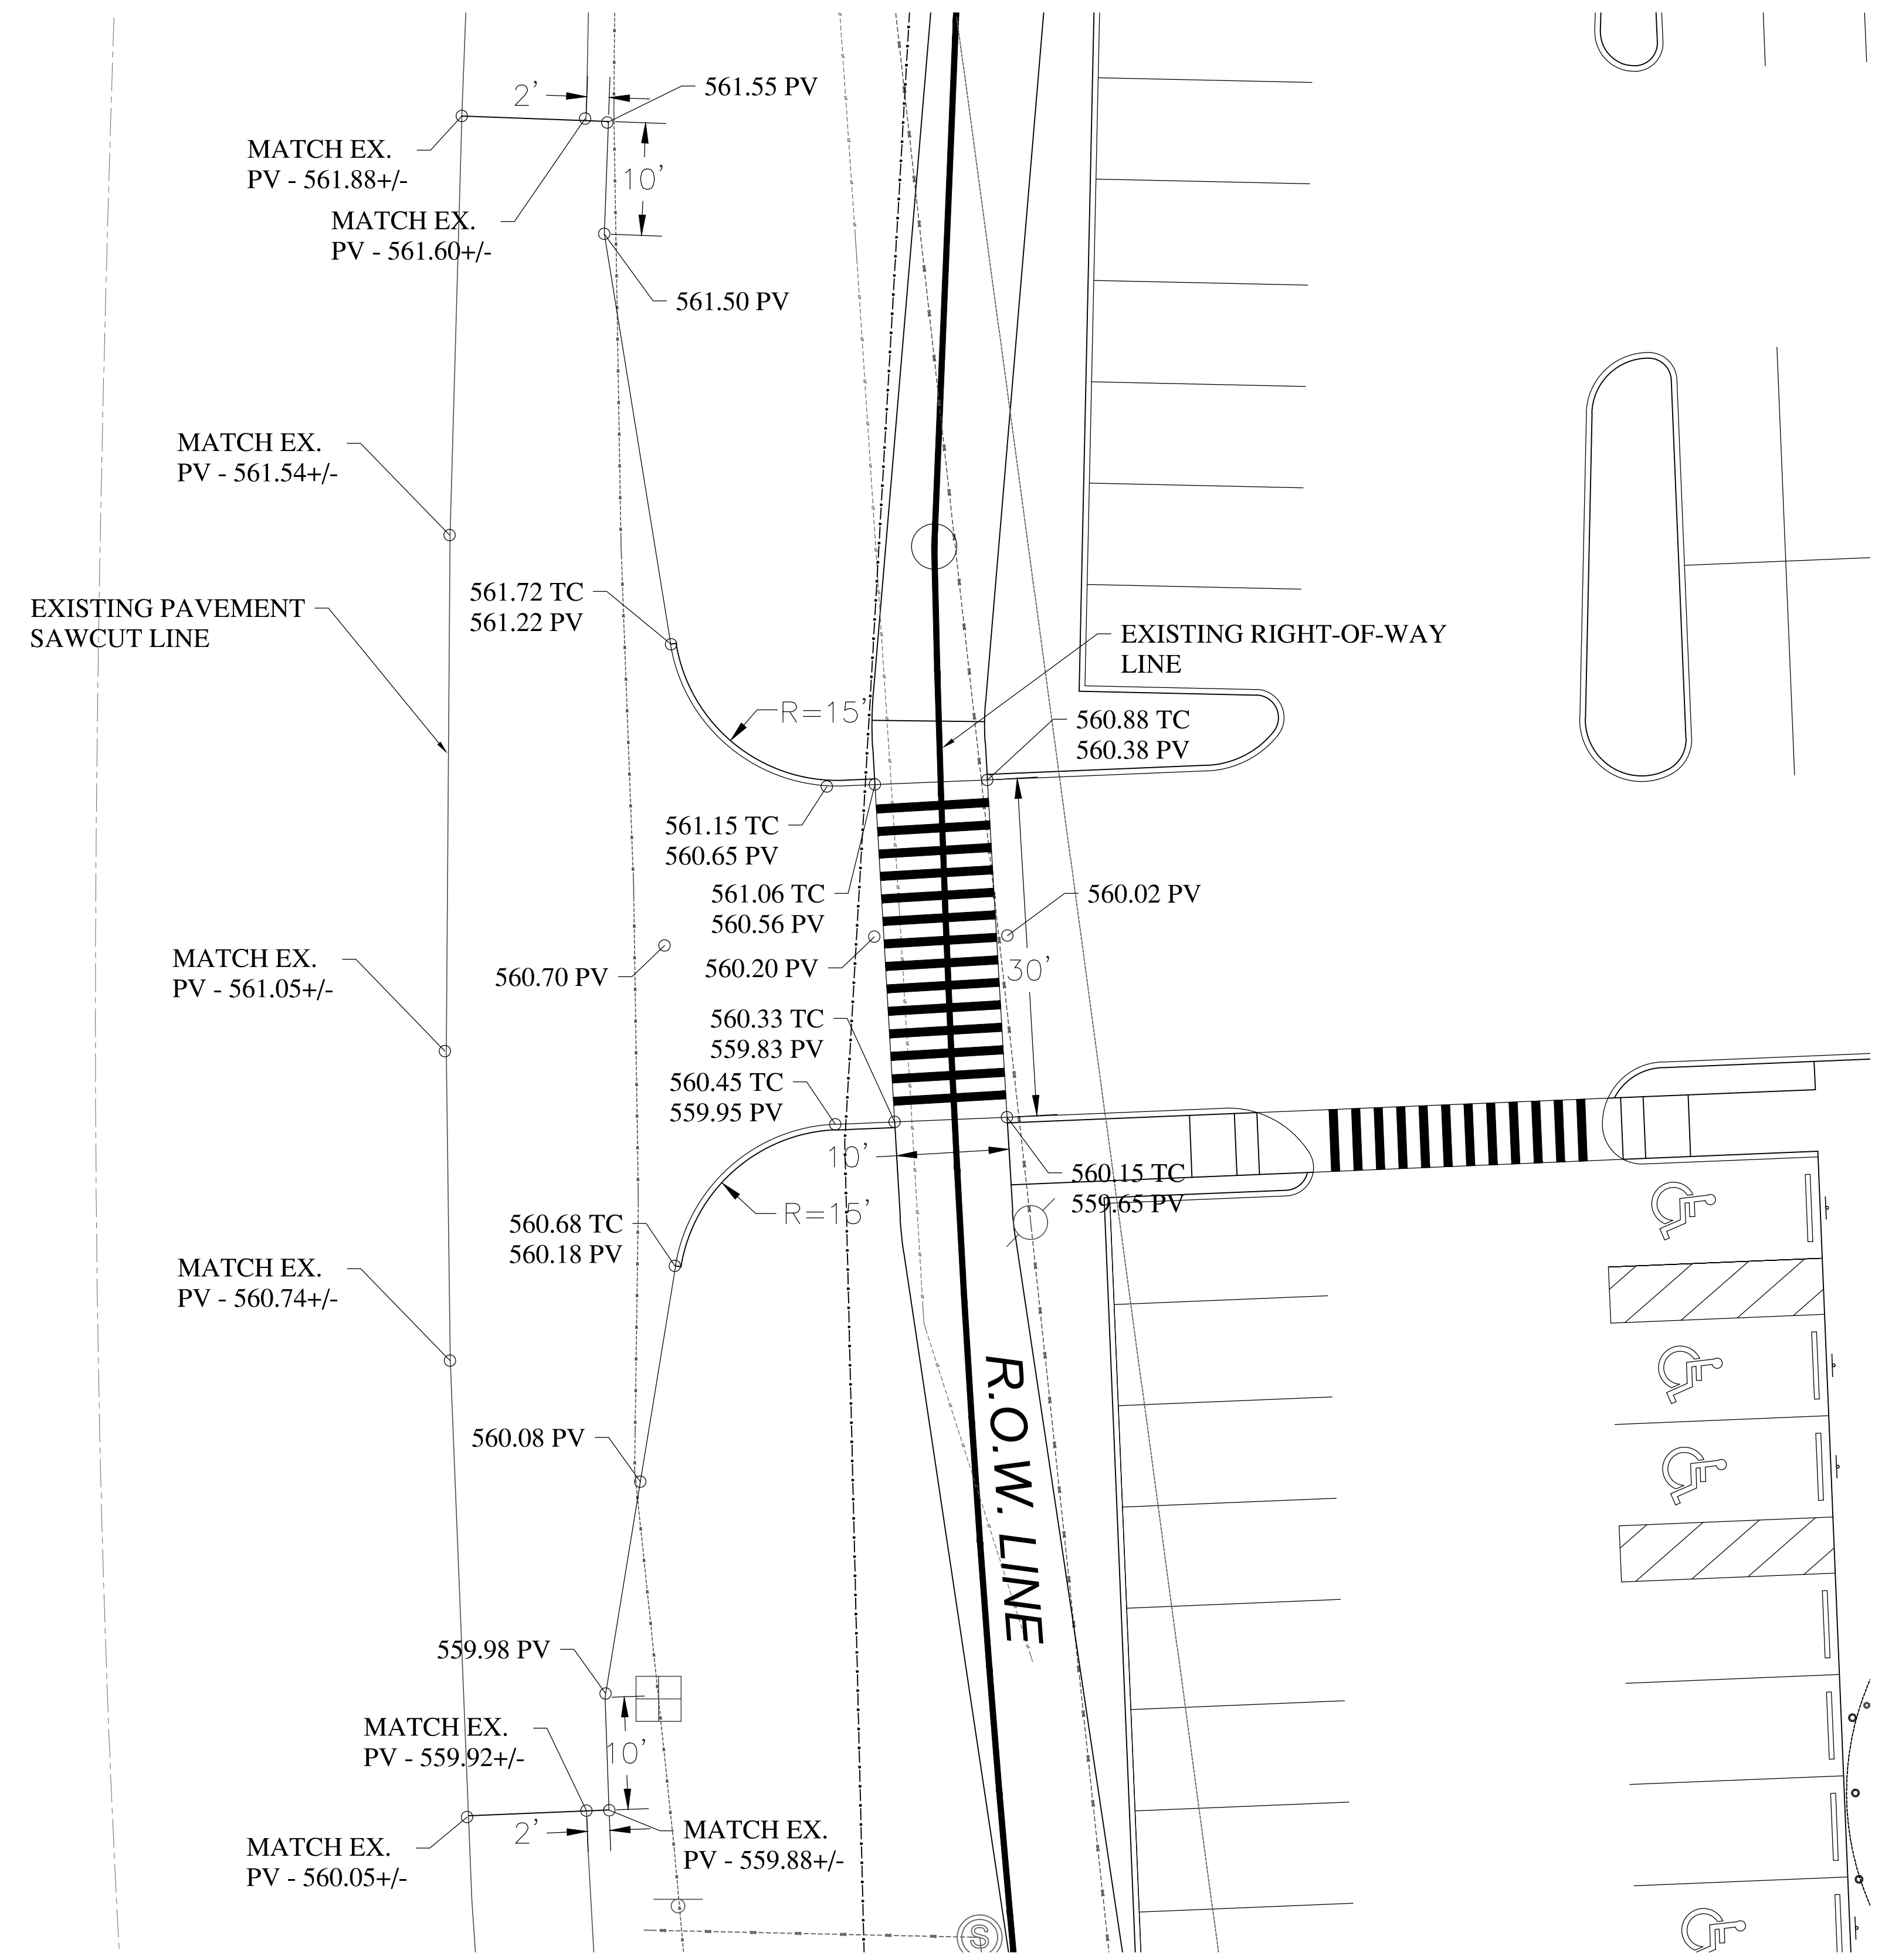 2'
561.55 PV
MATCH EX.
PV - 561.88+/-
10'
MATCH EX.
PV - 561.60+/-
561.50 PV
MATCH EX.
PV - 561.54+/-
561.72 TC
561.22 PV
EXISTING PAVEMENT
SAWCUT LINE
EXISTING RIGHT-OF-WAY
LINE
R=15'
560.88 TC
560.38 PV
561.15 TC
560.65 PV
561.06 TC
560.56 PV
560.02 PV
MATCH EX.
PV - 561.05+/-
560.70 PV
560.20 PV
30'
560.33 TC
559.83 PV
560.45 TC
559.95 PV
10'
560.15 TC
559.65 PV
R=15'
560.68 TC
560.18 PV
MATCH EX.
PV - 560.74+/-
R.O.W. LINE
560.08 PV
559.98 PV
MATCH EX.
PV - 559.92+/-
10'
2'
MATCH EX.
PV - 559.88+/-
MATCH EX.
PV - 560.05+/-
S